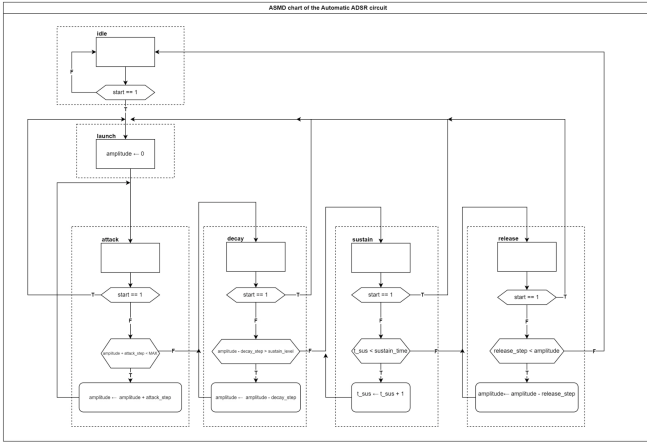 ASMD chart of the Automatic ADSR circuit
idle
F
start == 1
T
launch
amplitude ← 0
attack
decay
sustain
release
start == 1
T
start == 1
T
start == 1
T
start == 1
T
F
F
F
F
amplitude + attack_step < MAX
F
amplitude - decay_step > sustain_level
F
t_sus < sustain_time
F
release_step < amplitude
F
T
T
T
T
amplitude ← amplitude + attack_step
amplitude ← amplitude - decay_step
t_sus ← t_sus + 1
amplitude← amplitude - release_step